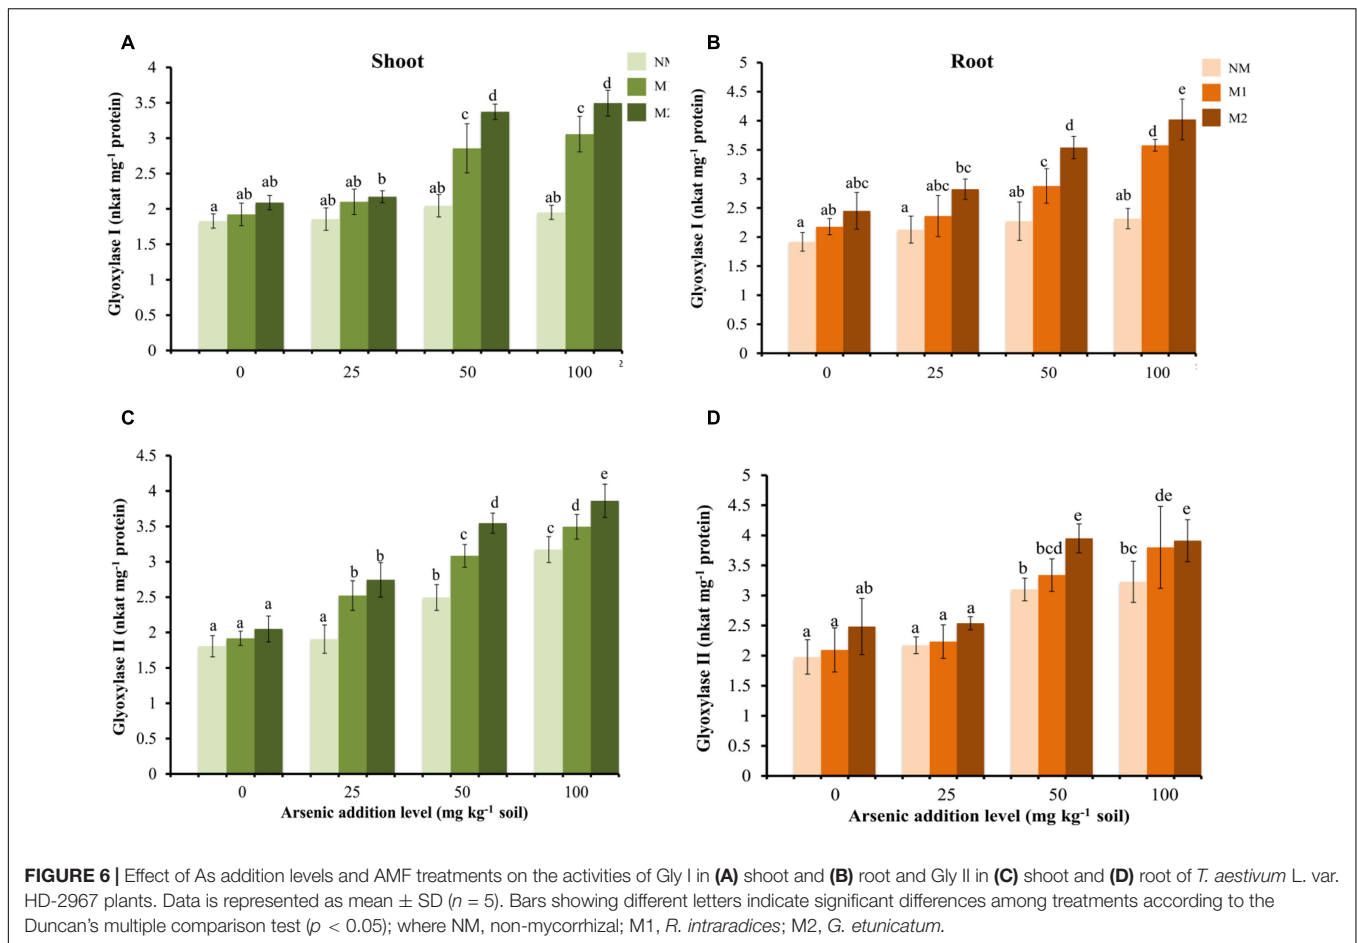 A
Shoot
NM
M1
M2
Glyoxylase I (nkat mg-1 protein)
4
3.5
3
2.5
2
1.5
1
0.5
0
a ab ab
ab ab b
ab c d
ab c d
0 25 50 100
B
Root
NM
M1
M2
Glyoxylase I (nkat mg-1 protein)
5
4.5
4
3.5
3
2.5
2
1.5
1
0.5
0
a ab abc
a abc bc
ab c d
ab d e
0 25 50 100
C
Glyoxylase II (nkat mg-1 protein)
4.5
4
3.5
3
2.5
2
1.5
1
0.5
0
a a a
a b b
b c d
c d e
0 25 50 100
Arsenic addition level (mg kg-1 soil)
D
Glyoxylase II (nkat mg-1 protein)
5
4.5
4
3.5
3
2.5
2
1.5
1
0.5
0
a a ab
a a a
b bcd e
bc de e
0 25 50 100
Arsenic addition level (mg kg-1 soil)
FIGURE 6 | Effect of As addition levels and AMF treatments on the activities of Gly I in (A) shoot and (B) root and Gly II in (C) shoot and (D) root of T. aestivum L. var.
HD-2967 plants. Data is represented as mean ± SD (n = 5). Bars showing different letters indicate significant differences among treatments according to the
Duncan's multiple comparison test (p < 0.05); where NM, non-mycorrhizal; M1, R. intraradices; M2, G. etunicatum.